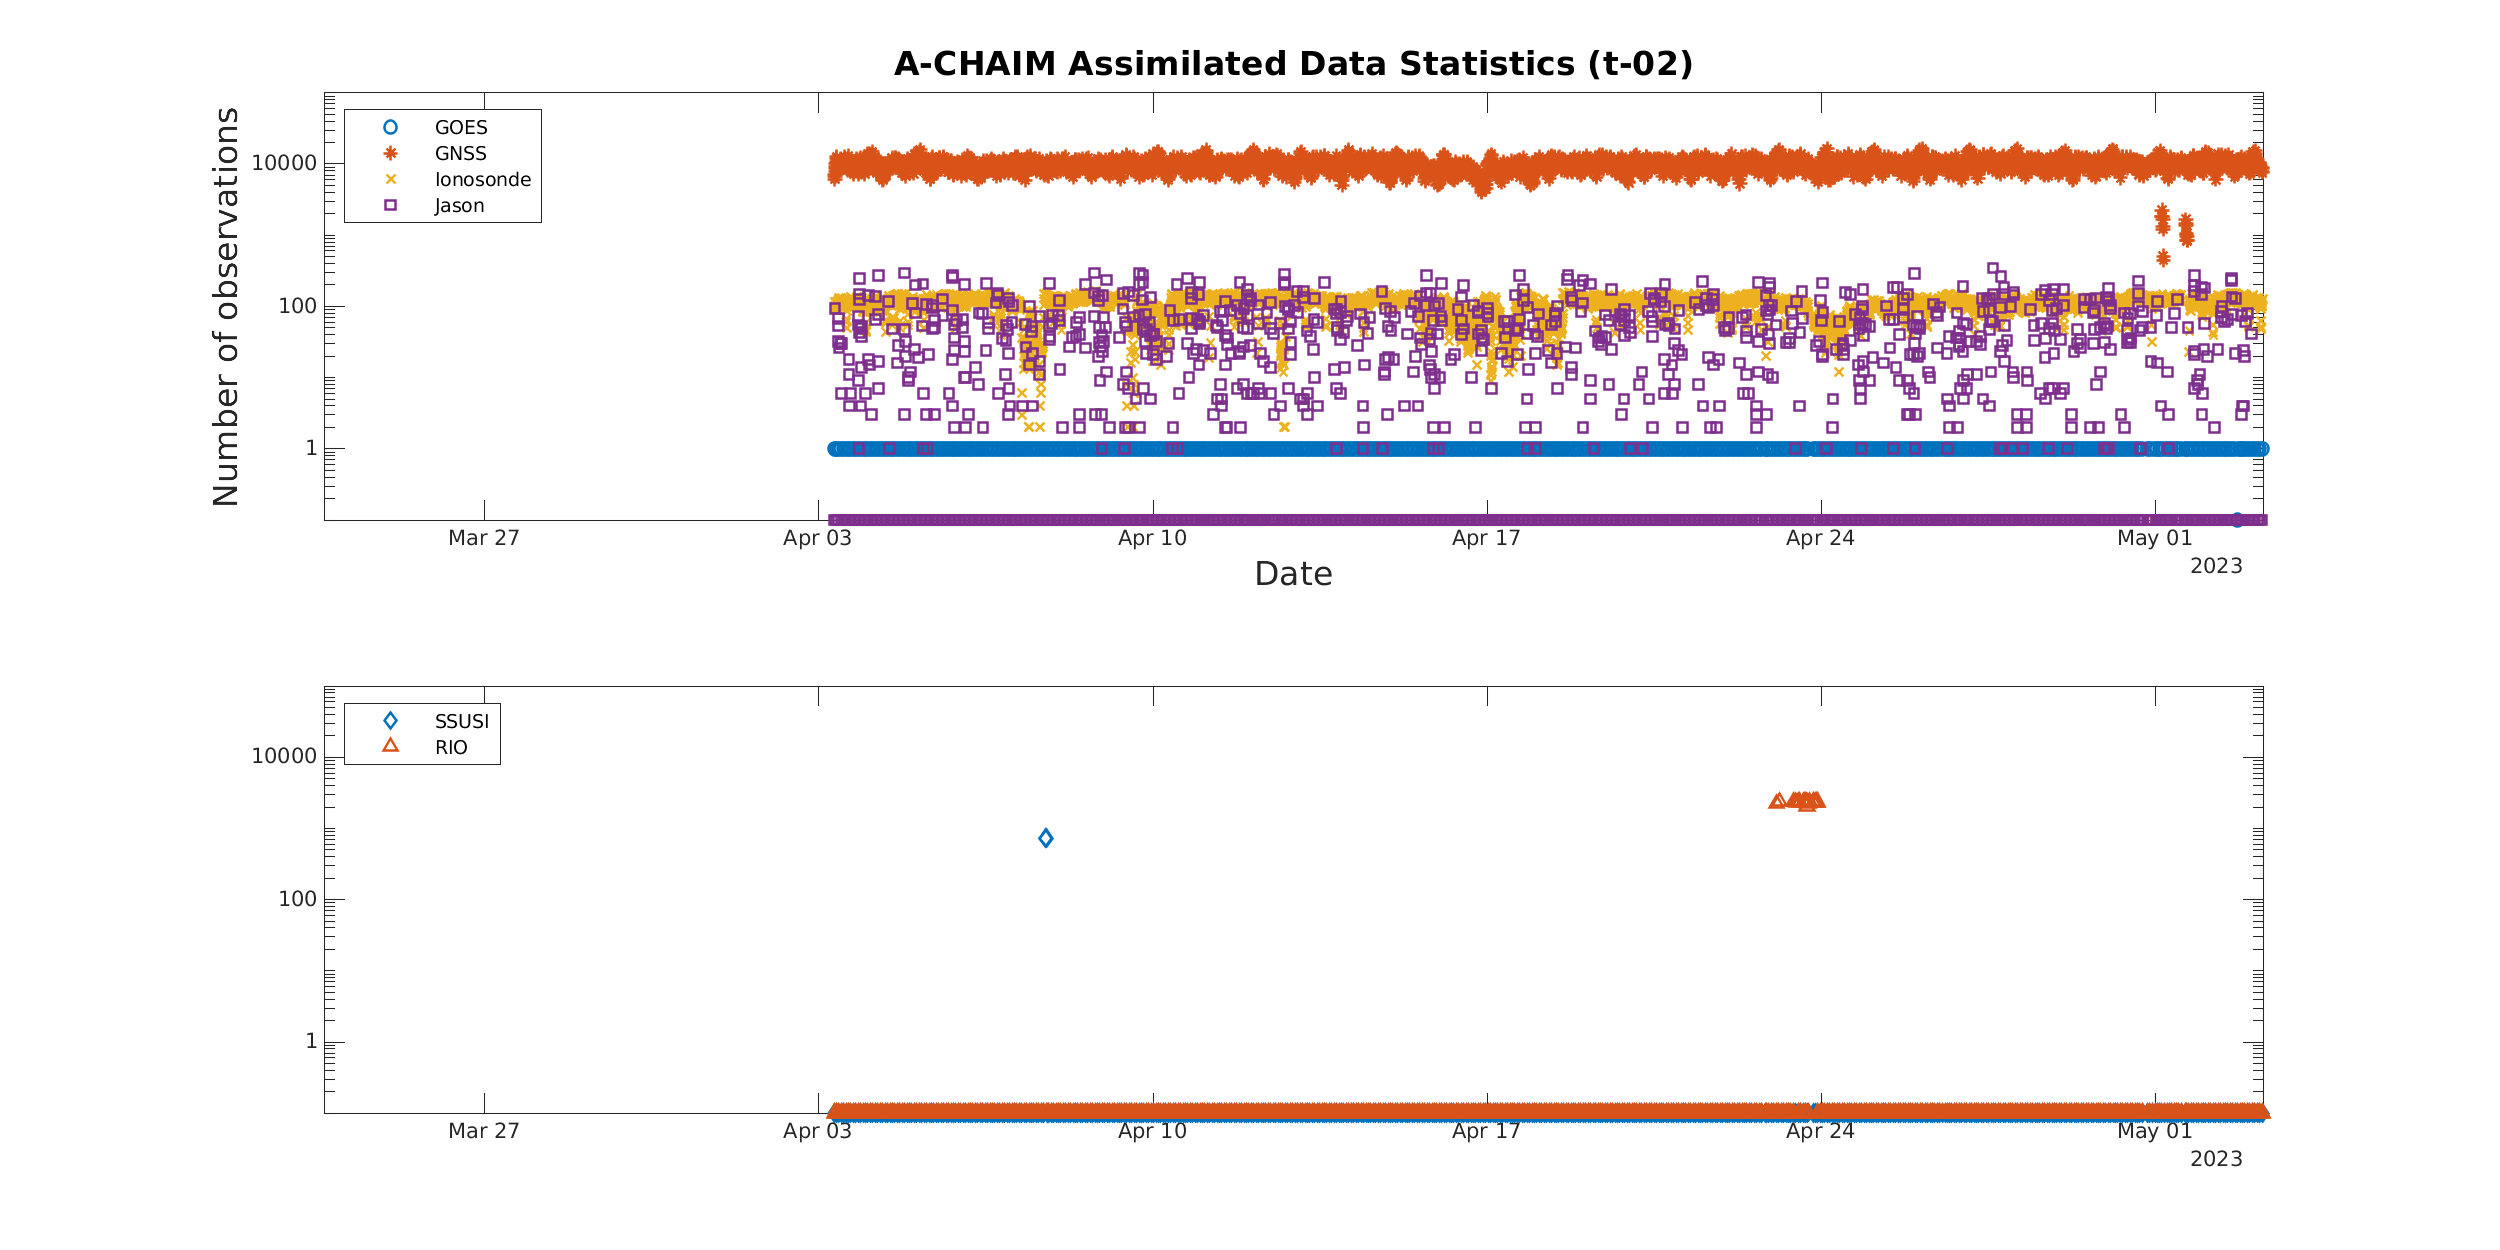 A-CHAIM Assimilated Data Statistics (t-02)
Number of observations
GOES
GNSS
Ionosonde
Jason
10000
100
1
Mar 27
Apr 03
Apr 10
Apr 17
Apr 24
May 01
2023
Date
SSUSI
RIO
10000
100
1
Mar 27
Apr 03
Apr 10
Apr 17
Apr 24
May 01
2023